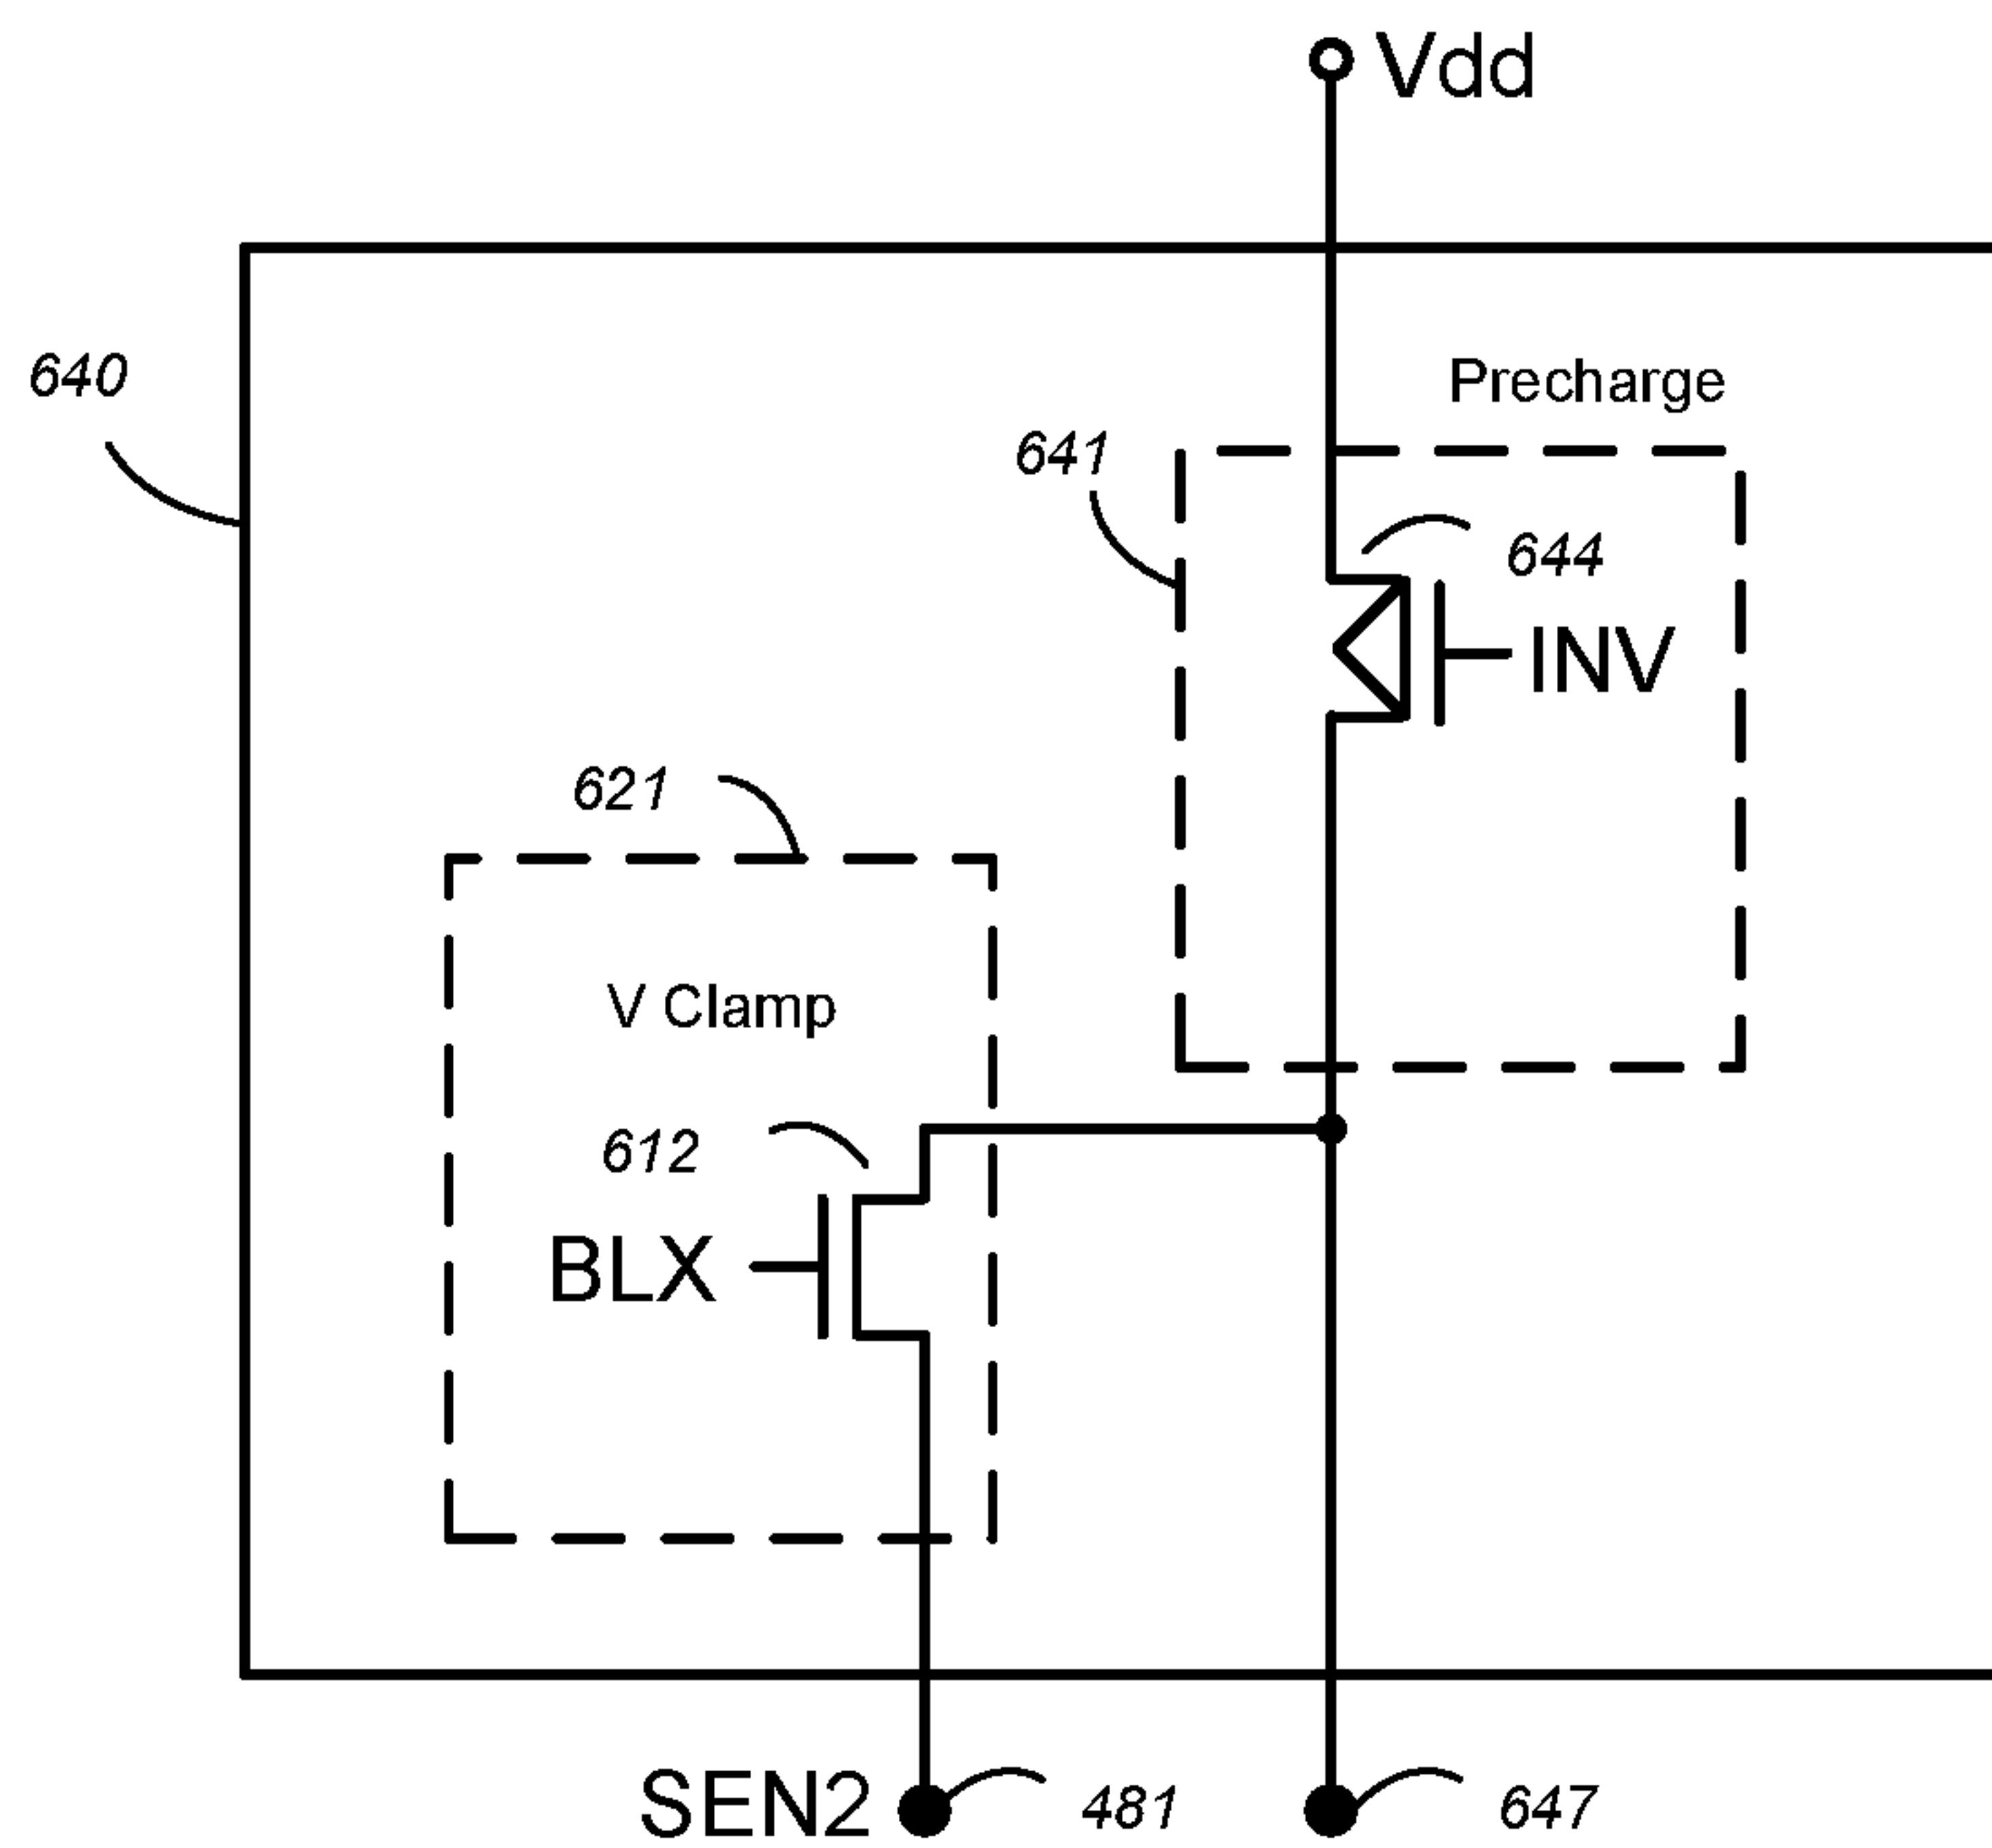 Vdd
640
Precharge
641
644
INV
621
V Clamp
612
BLX
SEN2
481
647